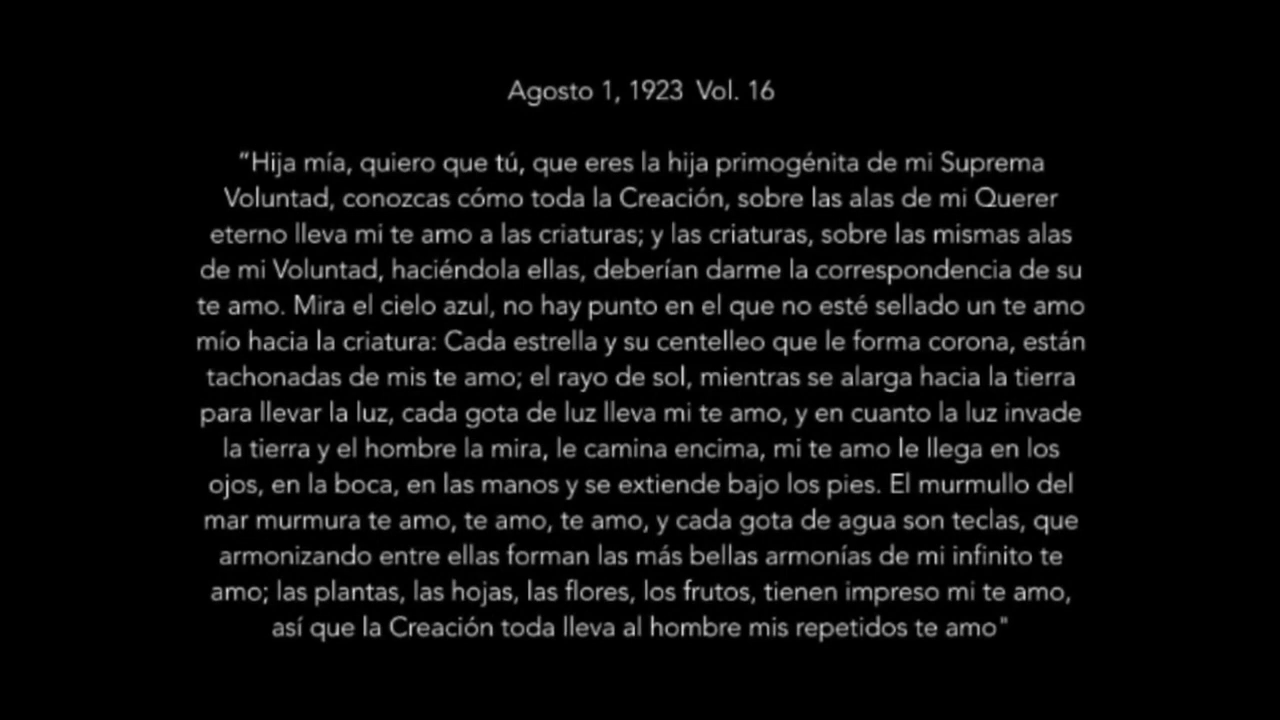 Agosto 1, 1923 Vol. 16
“Hija mía, quiero que tú, que eres la hija primogénita de mi Suprema
Voluntad, conozcas cómo toda la Creación, sobre las alas de mi Querer
eterno lleva mi te amo a las criaturas; y las criaturas, sobre las mismas alas
de mi Voluntad, haciéndola ellas, deberían darme la correspondencia de su
te amo. Mira el cielo azul, no hay punto en el que no esté sellado un te amo
mío hacia la criatura: Cada estrella y su centelleo que le forma corona, están
tachonadas de mis te amo; el rayo de sol, mientras se alarga hacia la tierra
para llevar la luz, cada gota de luz lleva mi te amo, y en cuanto la luz invade
la tierra y el hombre la mira, le camina encima, mi te amo le llega en los
ojos, en la boca, en las manos y se extiende bajo los pies. El murmullo del
mar murmura te amo, te amo, te amo, y cada gota de agua son teclas, que
armonizando entre ellas forman las más bellas armonías de mi infinito te
amo; las plantas, las hojas, las flores, los frutos, tienen impreso mi te amo,
así que la Creación toda lleva al hombre mis repetidos te amo"